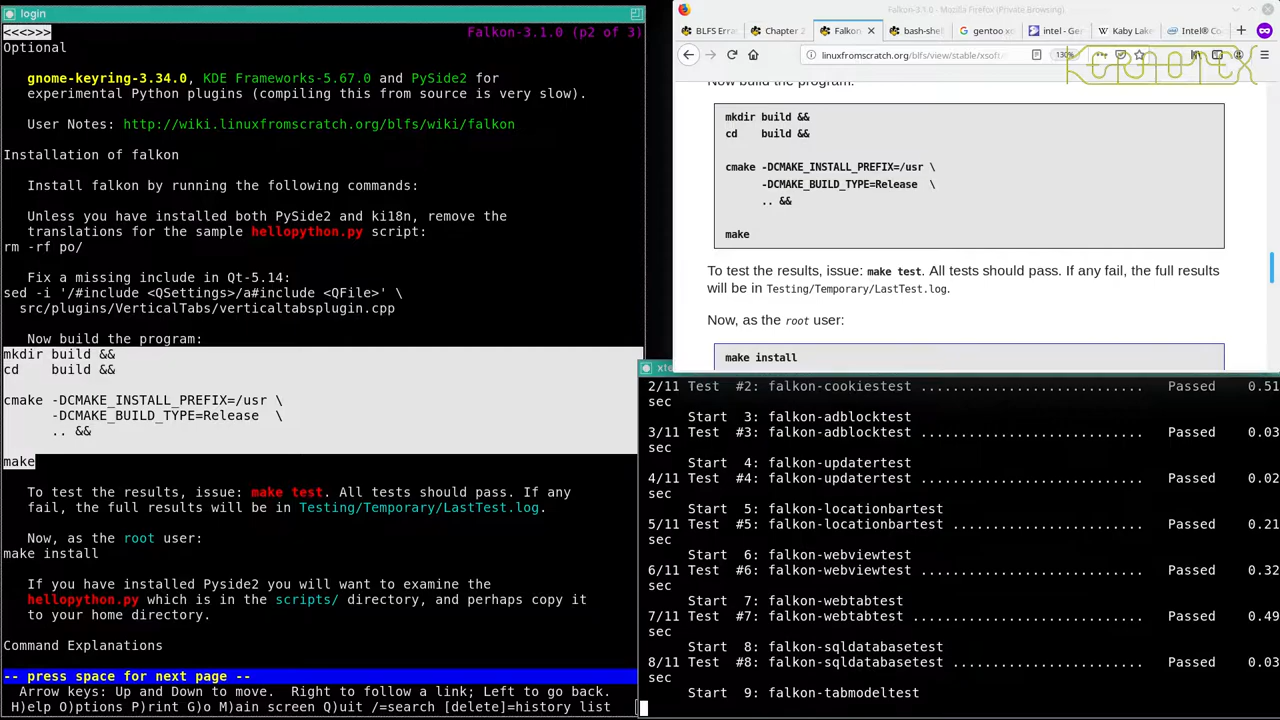 login
<<<>>>
Falkon-3.1.0 (p2 of 3)
Optional
gnome-keyring-3.34.0, KDE Frameworks-5.67.0 and PySide2 for
experimental Python plugins (compiling this from source is very slow).
User Notes: http://wiki.linuxfromscratch.org/blfs/wiki/falkon
Installation of falkon
Install falkon by running the following commands:
Unless you have installed both PySide2 and ki18n, remove the
translations for the sample hellopython.py script:
rm -rf po/
Fix a missing include in Qt-5.14:
sed -i '/#include <QSettings>/a#include <QFile>' \
src/plugins/VerticalTabs/verticaltabsplugin.cpp
Now build the program:
mkdir build &&
cd    build &&
cmake -DCMAKE_INSTALL_PREFIX=/usr \
-DCMAKE_BUILD_TYPE=Release  \
.. &&
make
To test the results, issue: make test. All tests should pass. If any
fail, the full results will be in Testing/Temporary/LastTest.log.
Now, as the root user:
make install
If you have installed Pyside2 you will want to examine the
hellopython.py which is in the scripts/ directory, and perhaps copy it
to your home directory.
Command Explanations
-- press space for next page --
Arrow keys: Up and Down to move.  Right to follow a link; Left to go back.
H)elp O)ptions P)rint G)o M)ain screen Q)uit /=search [delete]=history list
Falkon-3.1.0 - Mozilla Firefox (Private Browsing)
BLFS Erra
Chapter 2
Falkon
bash-shell
gentoo xo
intel - Ge
Kaby Lake
Intel® Co
linuxfromscratch.org/blfs/view/stable/xsoft
130%
Now build the program:
mkdir build &&
cd    build &&
cmake -DCMAKE_INSTALL_PREFIX=/usr \
-DCMAKE_BUILD_TYPE=Release  \
.. &&
make
To test the results, issue: make test. All tests should pass. If any fail, the full results
will be in Testing/Temporary/LastTest.log.
Now, as the root user:
make install
2/11 Test  #2: falkon-cookiestest ............................   Passed    0.51
sec
Start  3: falkon-adblocktest
3/11 Test  #3: falkon-adblocktest ............................   Passed    0.03
sec
Start  4: falkon-updatertest
4/11 Test  #4: falkon-updatertest ............................   Passed    0.02
sec
Start  5: falkon-locationbartest
5/11 Test  #5: falkon-locationbartest ........................   Passed    0.21
sec
Start  6: falkon-webviewtest
6/11 Test  #6: falkon-webviewtest ............................   Passed    0.32
sec
Start  7: falkon-webtabtest
7/11 Test  #7: falkon-webtabtest .............................   Passed    0.49
sec
Start  8: falkon-sqldatabasetest
8/11 Test  #8: falkon-sqldatabasetest ........................   Passed    0.03
sec
Start  9: falkon-tabmodeltest